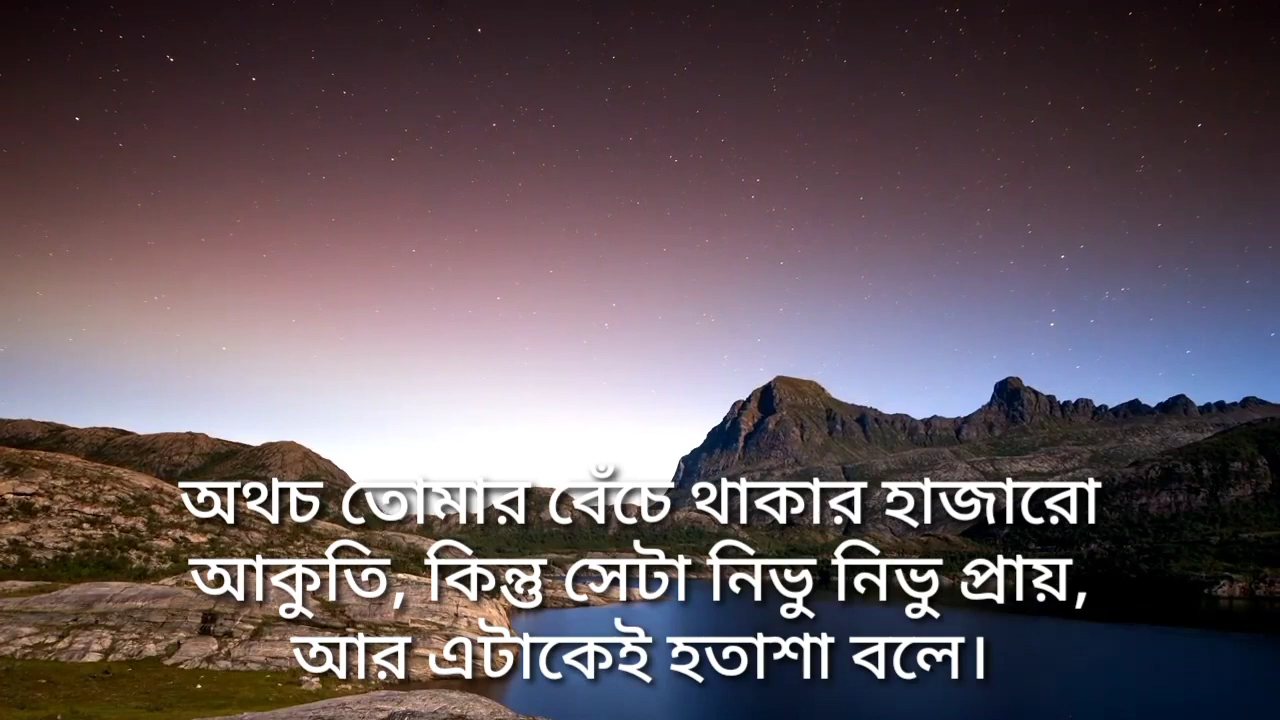 অথচ তোমার বেঁচে থাকার হাজারো
আকুতি, কিন্তু সেটা নিভু নিভু প্রায়,
আর এটাকেই হতাশা বলে।